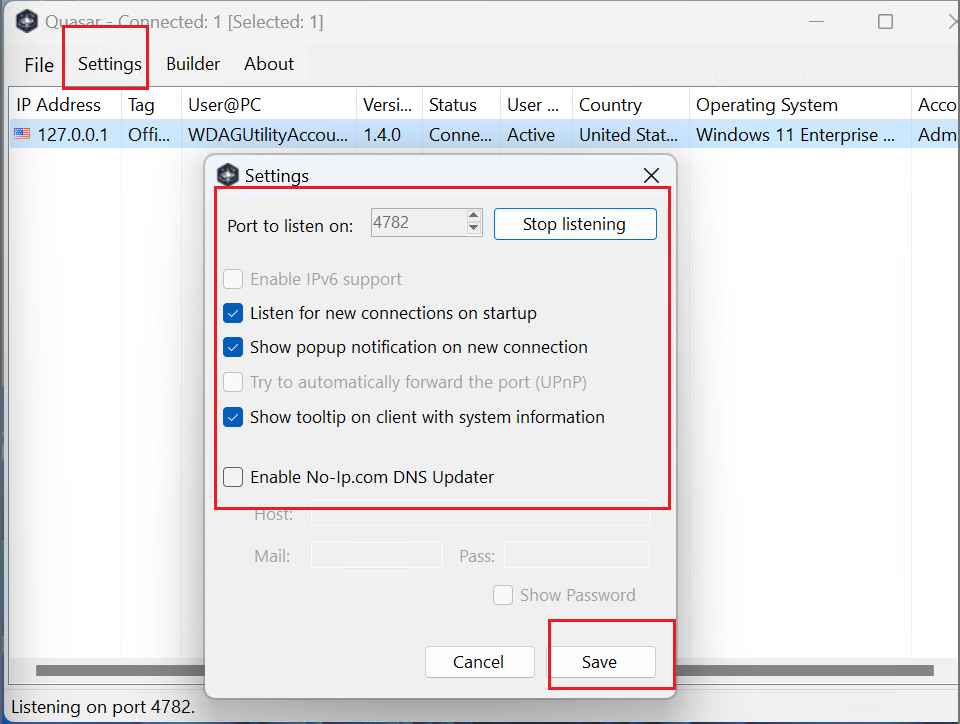 Quasar - Connected: 1 [Selected: 1]
File Settings Builder About
IP Address Tag User@PC Versi... Status User ... Country Operating System Acco
127.0.0.1 Offi... WDAGUtilityAccou... 1.4.0 Conne... Active United Stat... Windows 11 Enterprise ... Adm
Settings
Port to listen on: 4782 Stop listening
Enable IPv6 support
Listen for new connections on startup
Show popup notification on new connection
Try to automatically forward the port (UPnP)
Show tooltip on client with system information
Enable No-Ip.com DNS Updater
Host:
Mail: Pass:
Show Password
Cancel Save
Listening on port 4782.